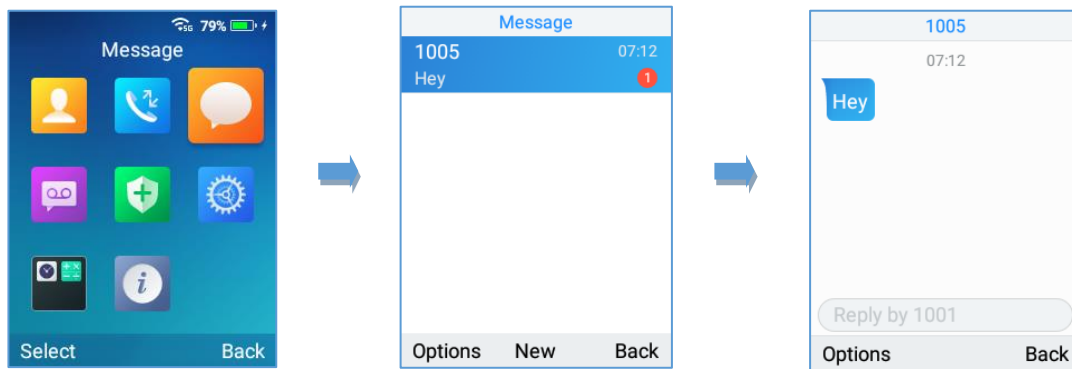 5G 79%
Message
Select Back
Message
1005 07:12
Hey 1
Options New Back
1005
07:12
Hey
Reply by 1001
Options Back